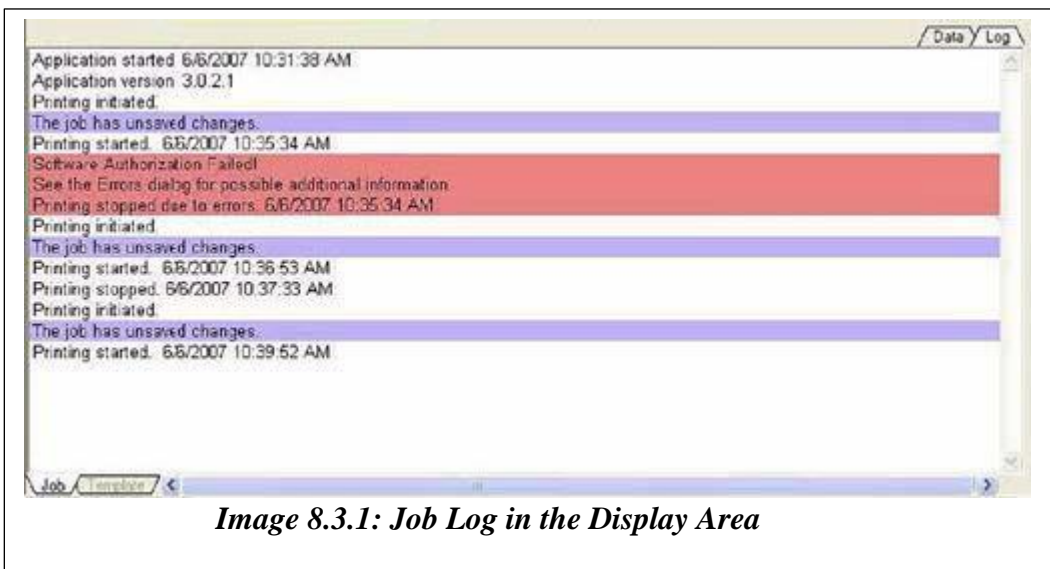 Data Log
Application started 6/6/2007 10:31:38 AM
Application version 3.0.2.1
Printing initiated.
The job has unsaved changes.
Printing started. 6/6/2007 10:35:34 AM
Software Authorization Failed!
See the Errors dialog for possible additional information
Printing stopped due to errors. 6/6/2007 10:35:34 AM
Printing initiated.
The job has unsaved changes.
Printing started. 6/6/2007 10:36:53 AM
Printing stopped. 6/6/2007 10:37:33 AM
Printing initiated.
The job has unsaved changes.
Printing started. 6/6/2007 10:39:52 AM
Job Template
Image 8.3.1: Job Log in the Display Area